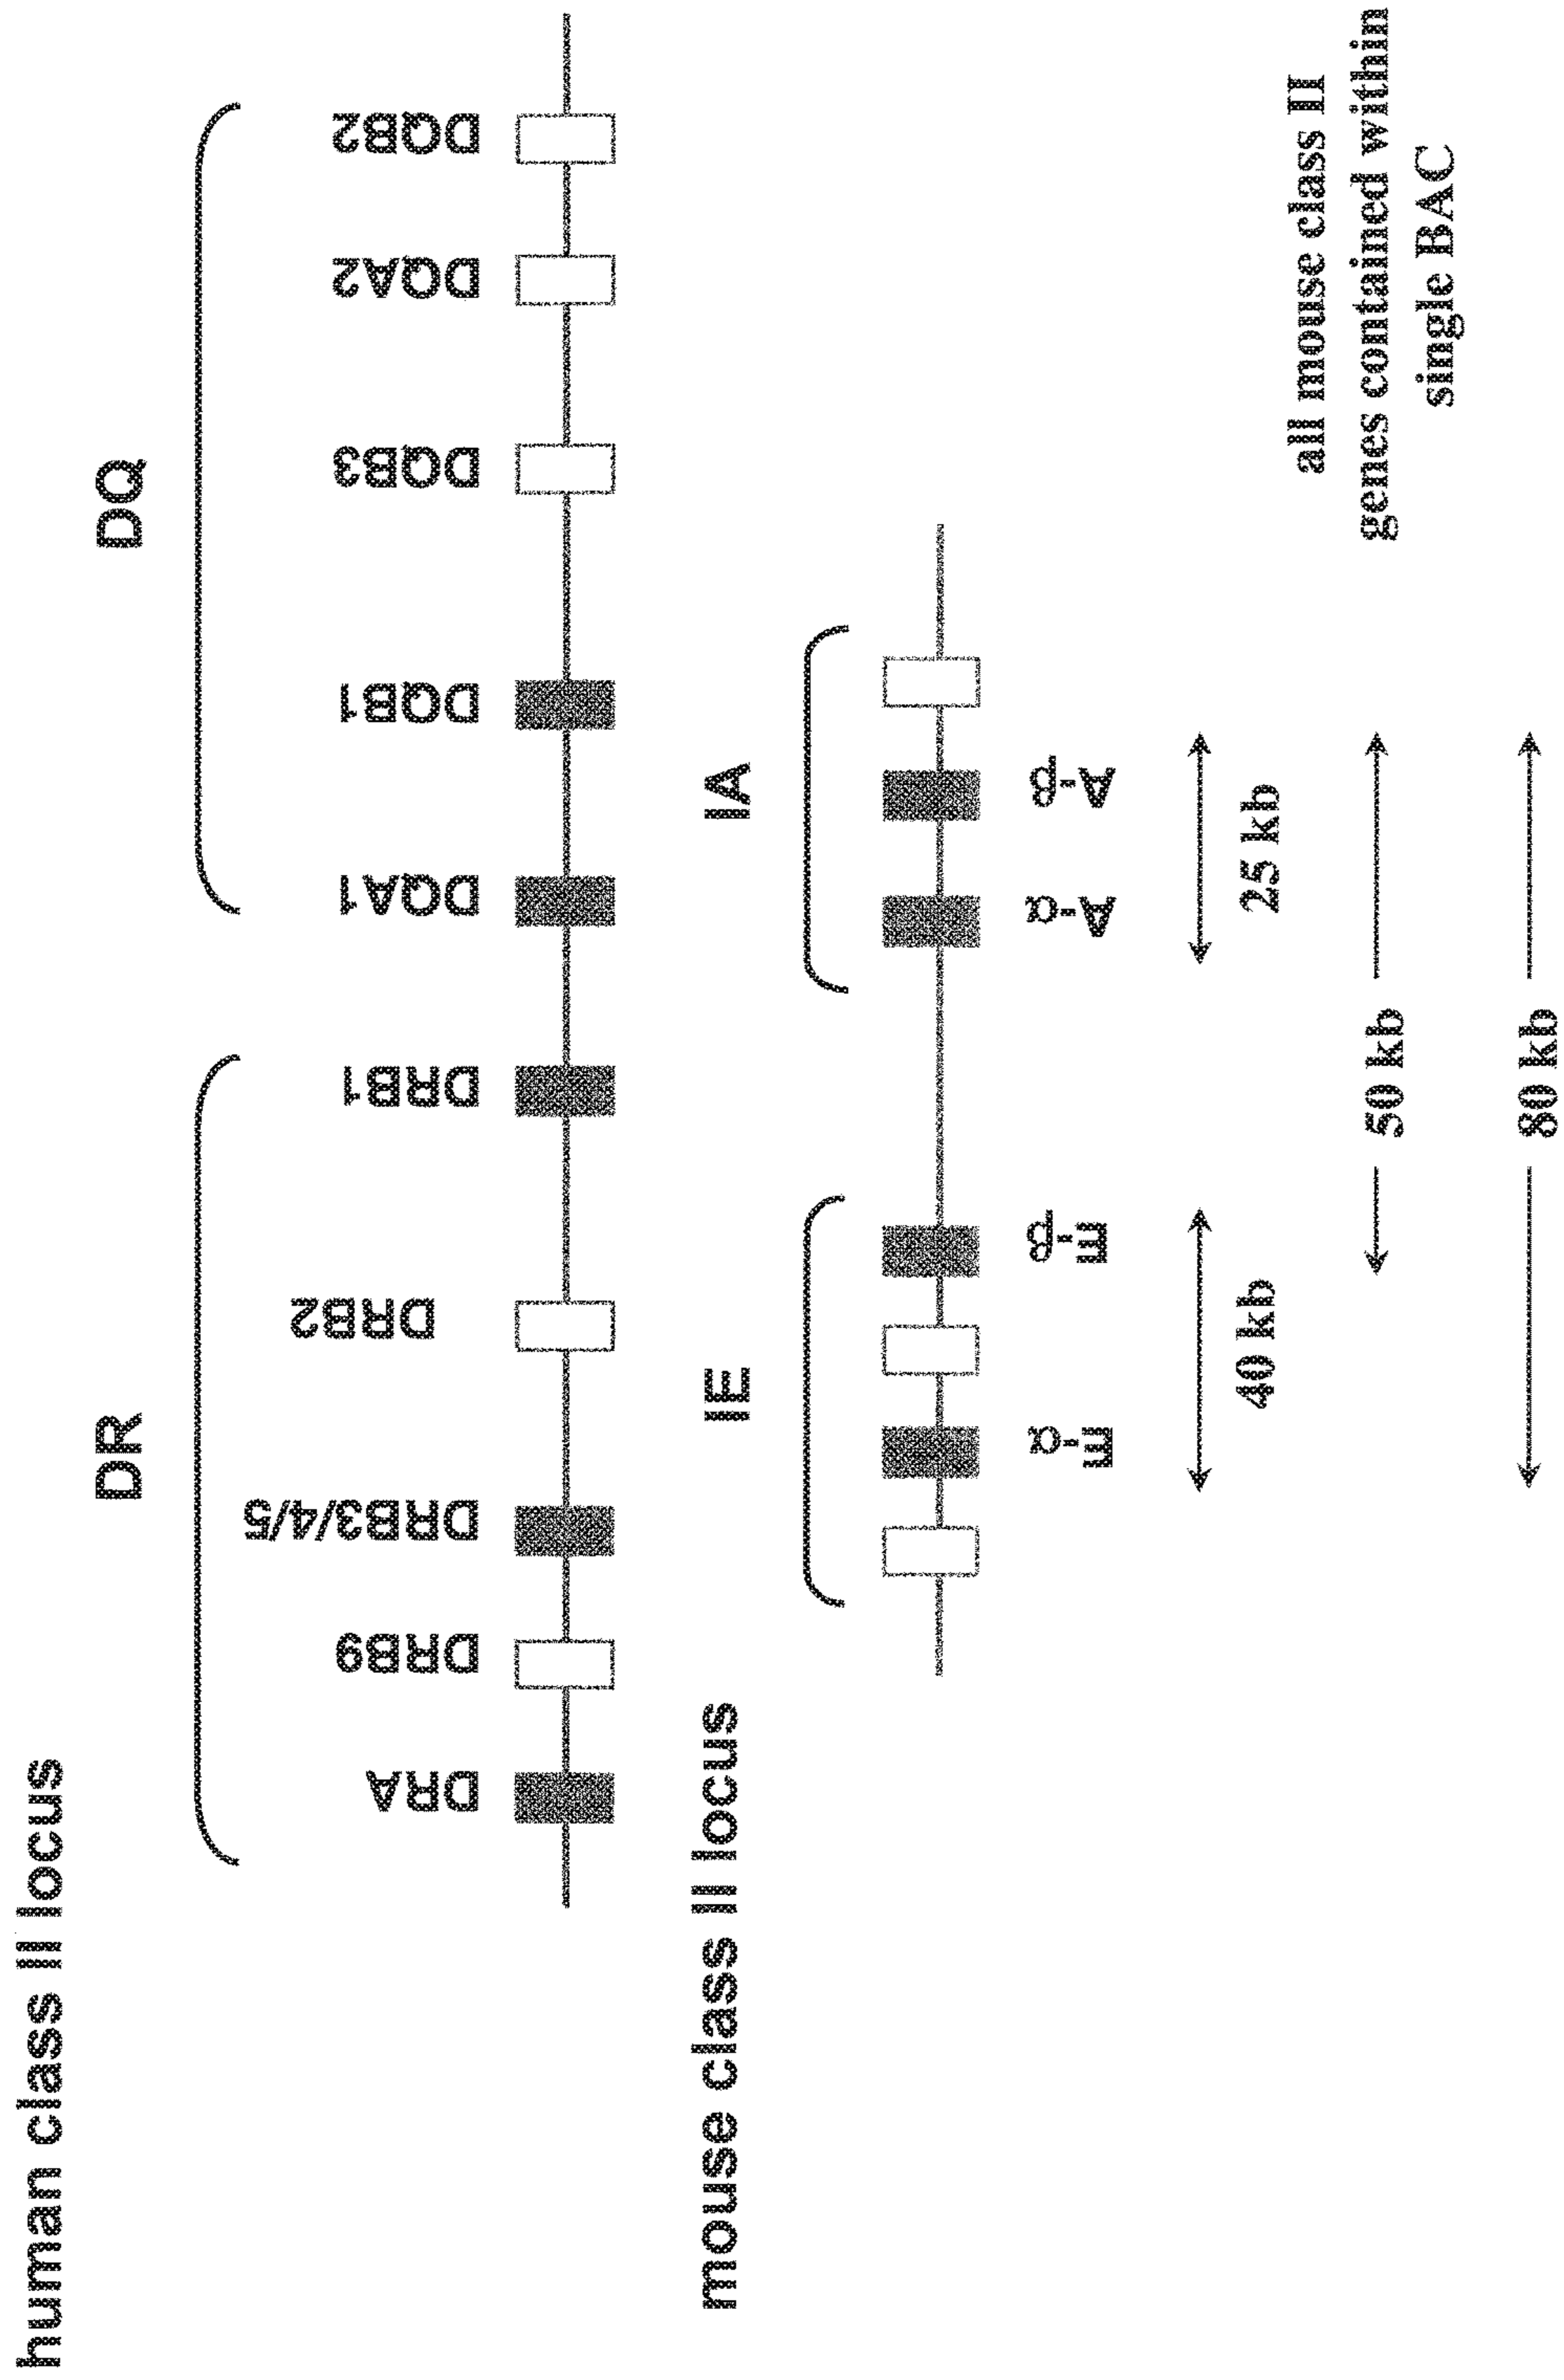 human class II locus
DR
DQ
DRA
DRB9
DRB3/4/5
DRB2
DRB1
DQA1
DQB1
DQB3
DQA2
DQB2
mouse class II locus
IE
IA
E-α
E-β
A-α
A-β
40 kb
25 kb
50 kb
80 kb
all mouse class II
genes contained within
single BAC